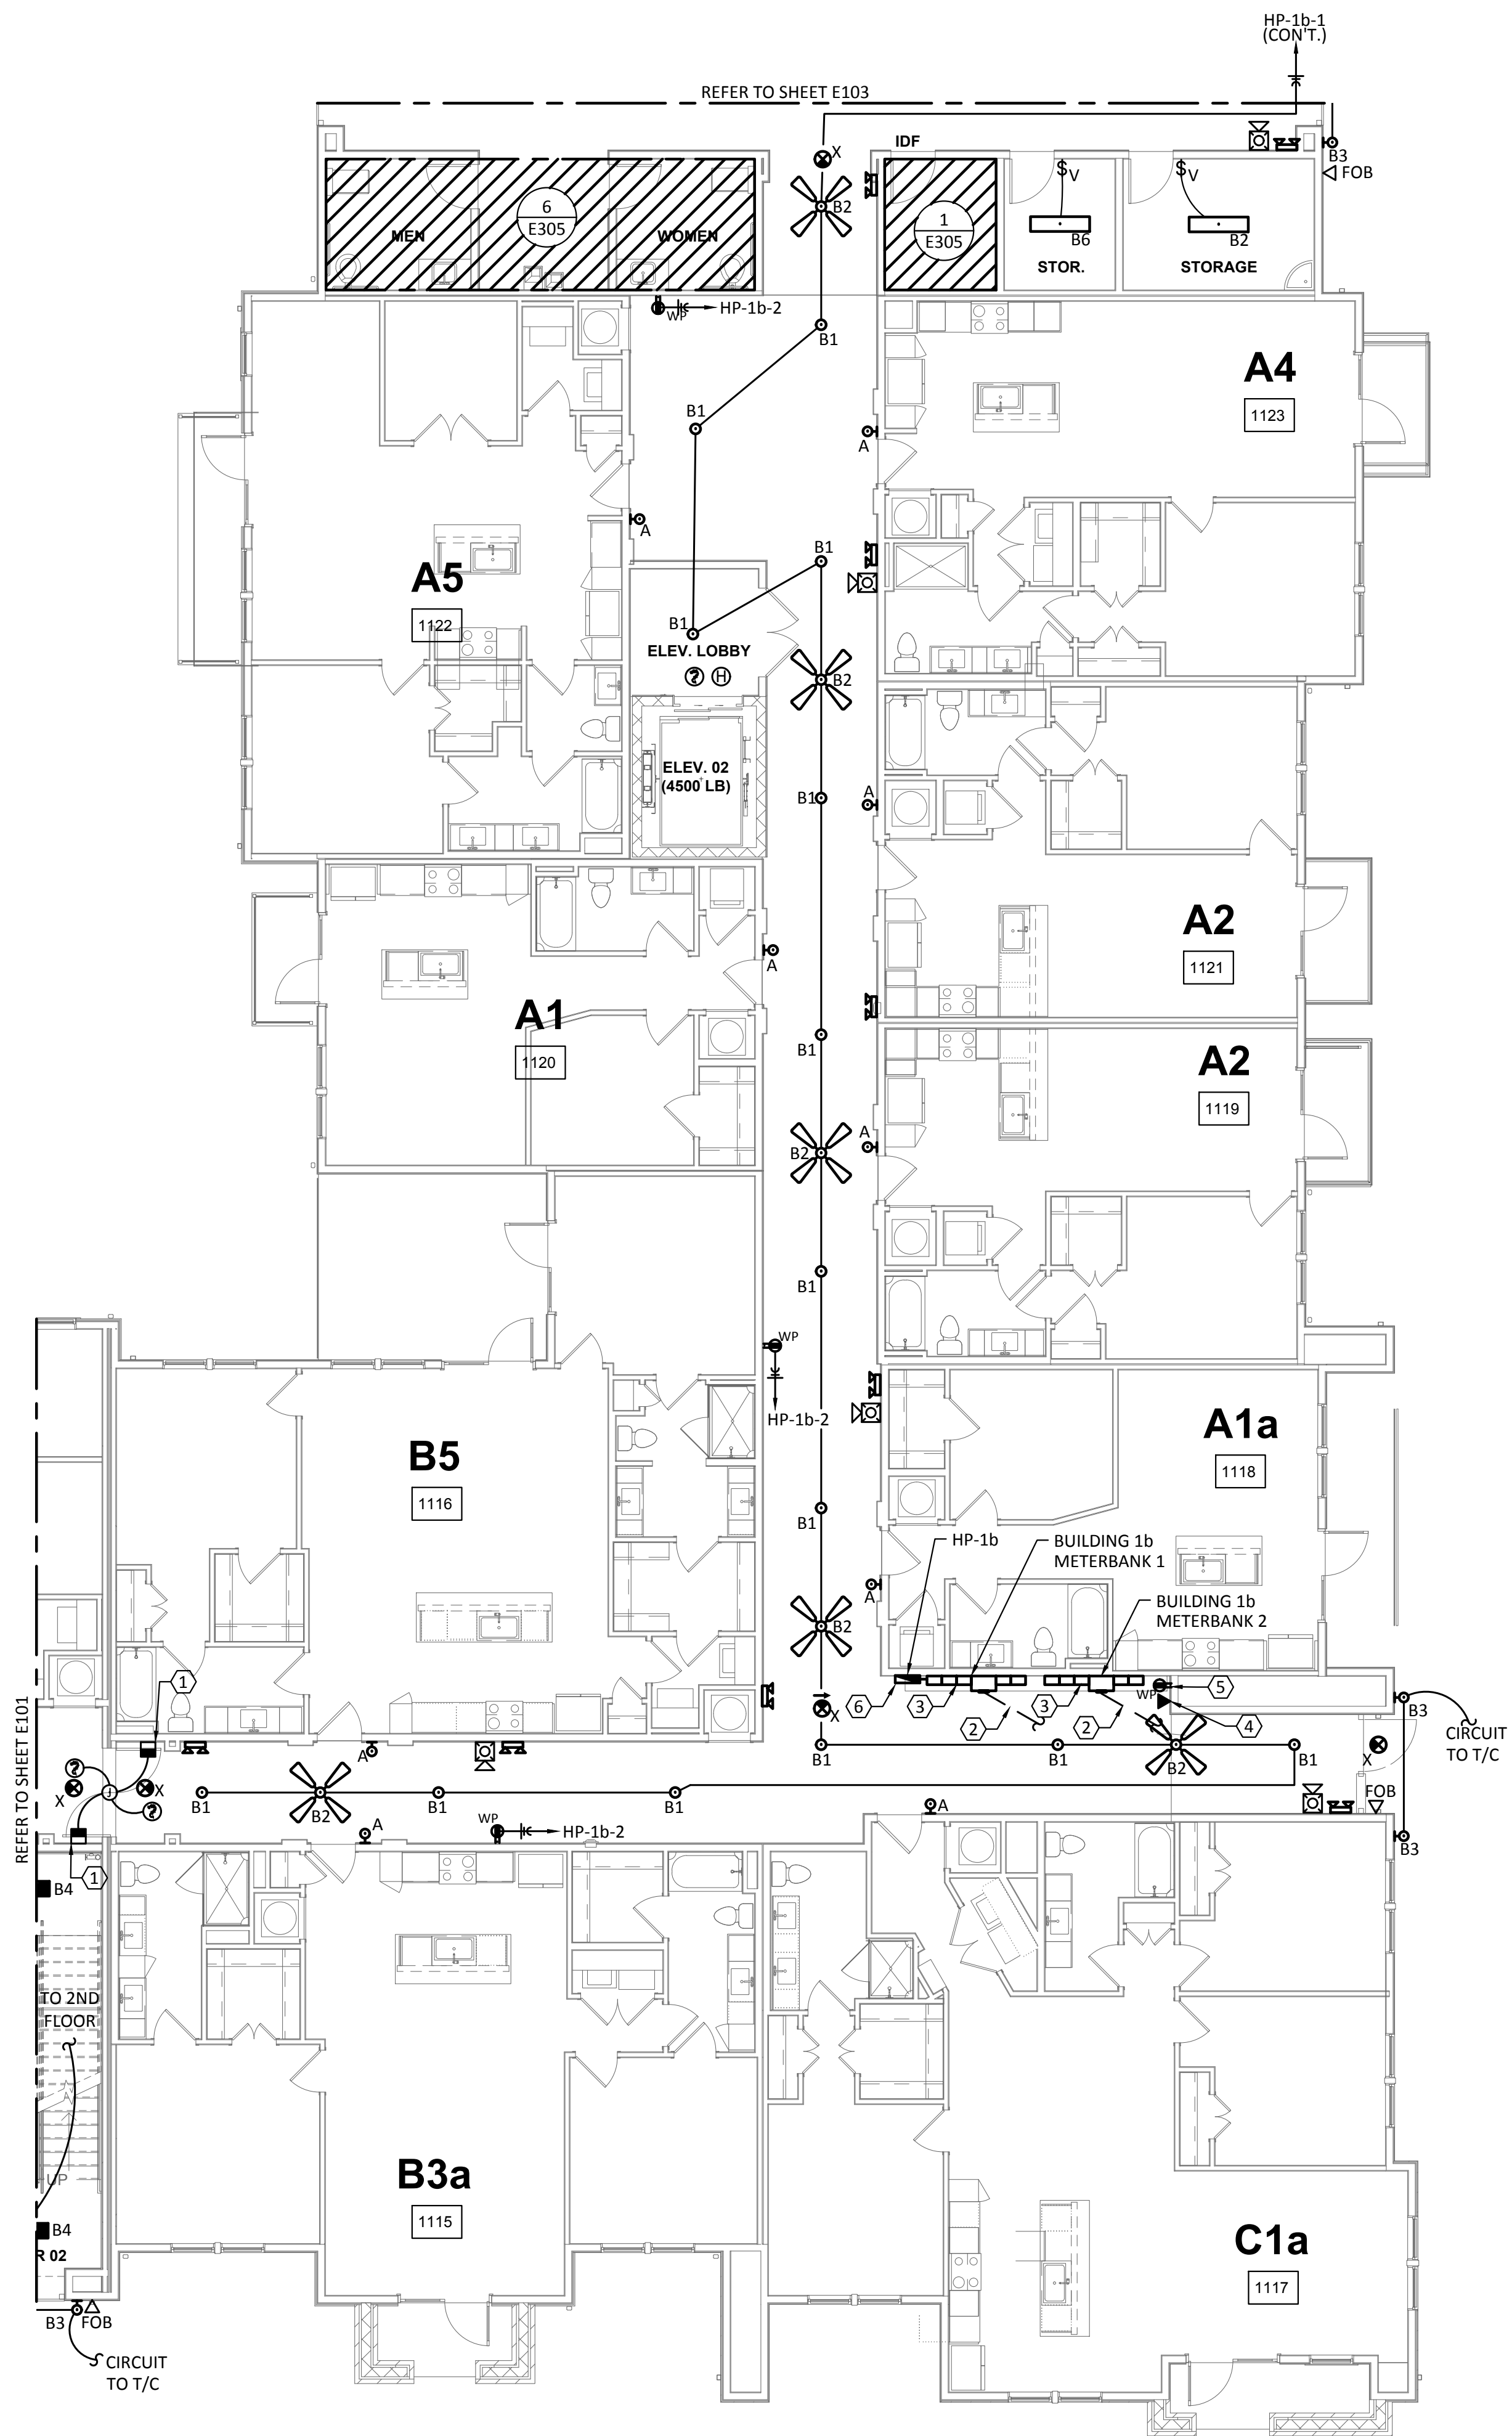 HP-1b-1
(CON'T.)
REFER TO SHEET E103
IDF
X
B2
B3
FOB
6
E305
MEN
WOMEN
1
E305
$V
B6
STOR.
$V
B2
STORAGE
WP
HP-1b-2
B1
A4
1123
B1
A
A
B1
A5
1122
B1
ELEV. LOBBY
H
B2
ELEV. 02
(4500 LB)
B1
A
A2
1121
A
A1
1120
B1
A2
1119
A
B2
B1
WP
HP-1b-2
A1a
1118
B5
1116
B1
HP-1b
BUILDING 1b
METERBANK 1
A
BUILDING 1b
METERBANK 2
B2
1
6
3
3
WP
5
X
2
2
4
B3
CIRCUIT
TO T/C
REFER TO SHEET E101
A
B1
B1
B2
B1
X
X
X
B1
B2
B1
B1
FOB
A
A
WP
HP-1b-2
B3
1
B4
TO 2ND
FLOOR
UP
B3a
1115
B4
R 02
C1a
1117
B3
FOB
CIRCUIT
TO T/C